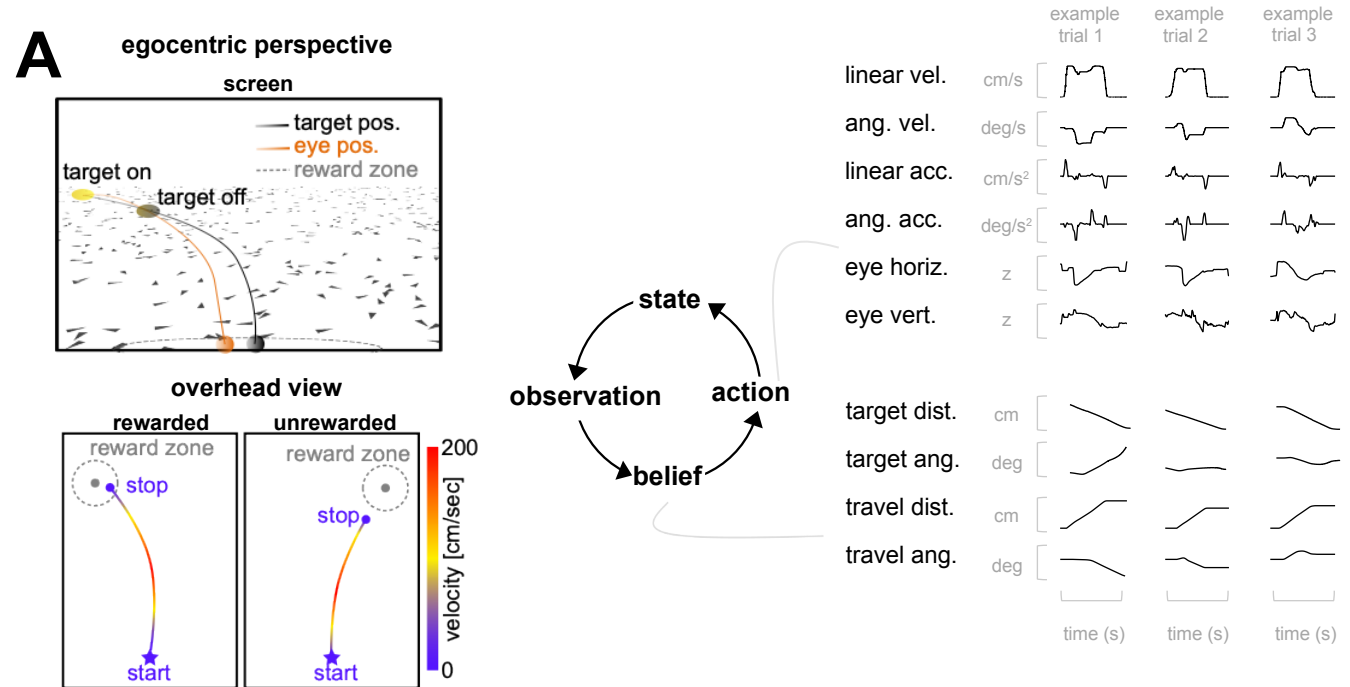 A
egocentric perspective
screen
target pos.
eye pos.
reward zone
target on
target off
overhead view
rewarded
unrewarded
reward zone
reward zone
stop
stop
start
start
200
velocity [cm/sec]
0
state
observation
action
belief
example
trial 1
example
trial 2
example
trial 3
linear vel.
cm/s
ang. vel.
deg/s
linear acc.
cm/s²
ang. acc.
deg/s²
eye horiz.
z
eye vert.
z
target dist.
cm
target ang.
deg
travel dist.
cm
travel ang.
deg
time (s)
time (s)
time (s)